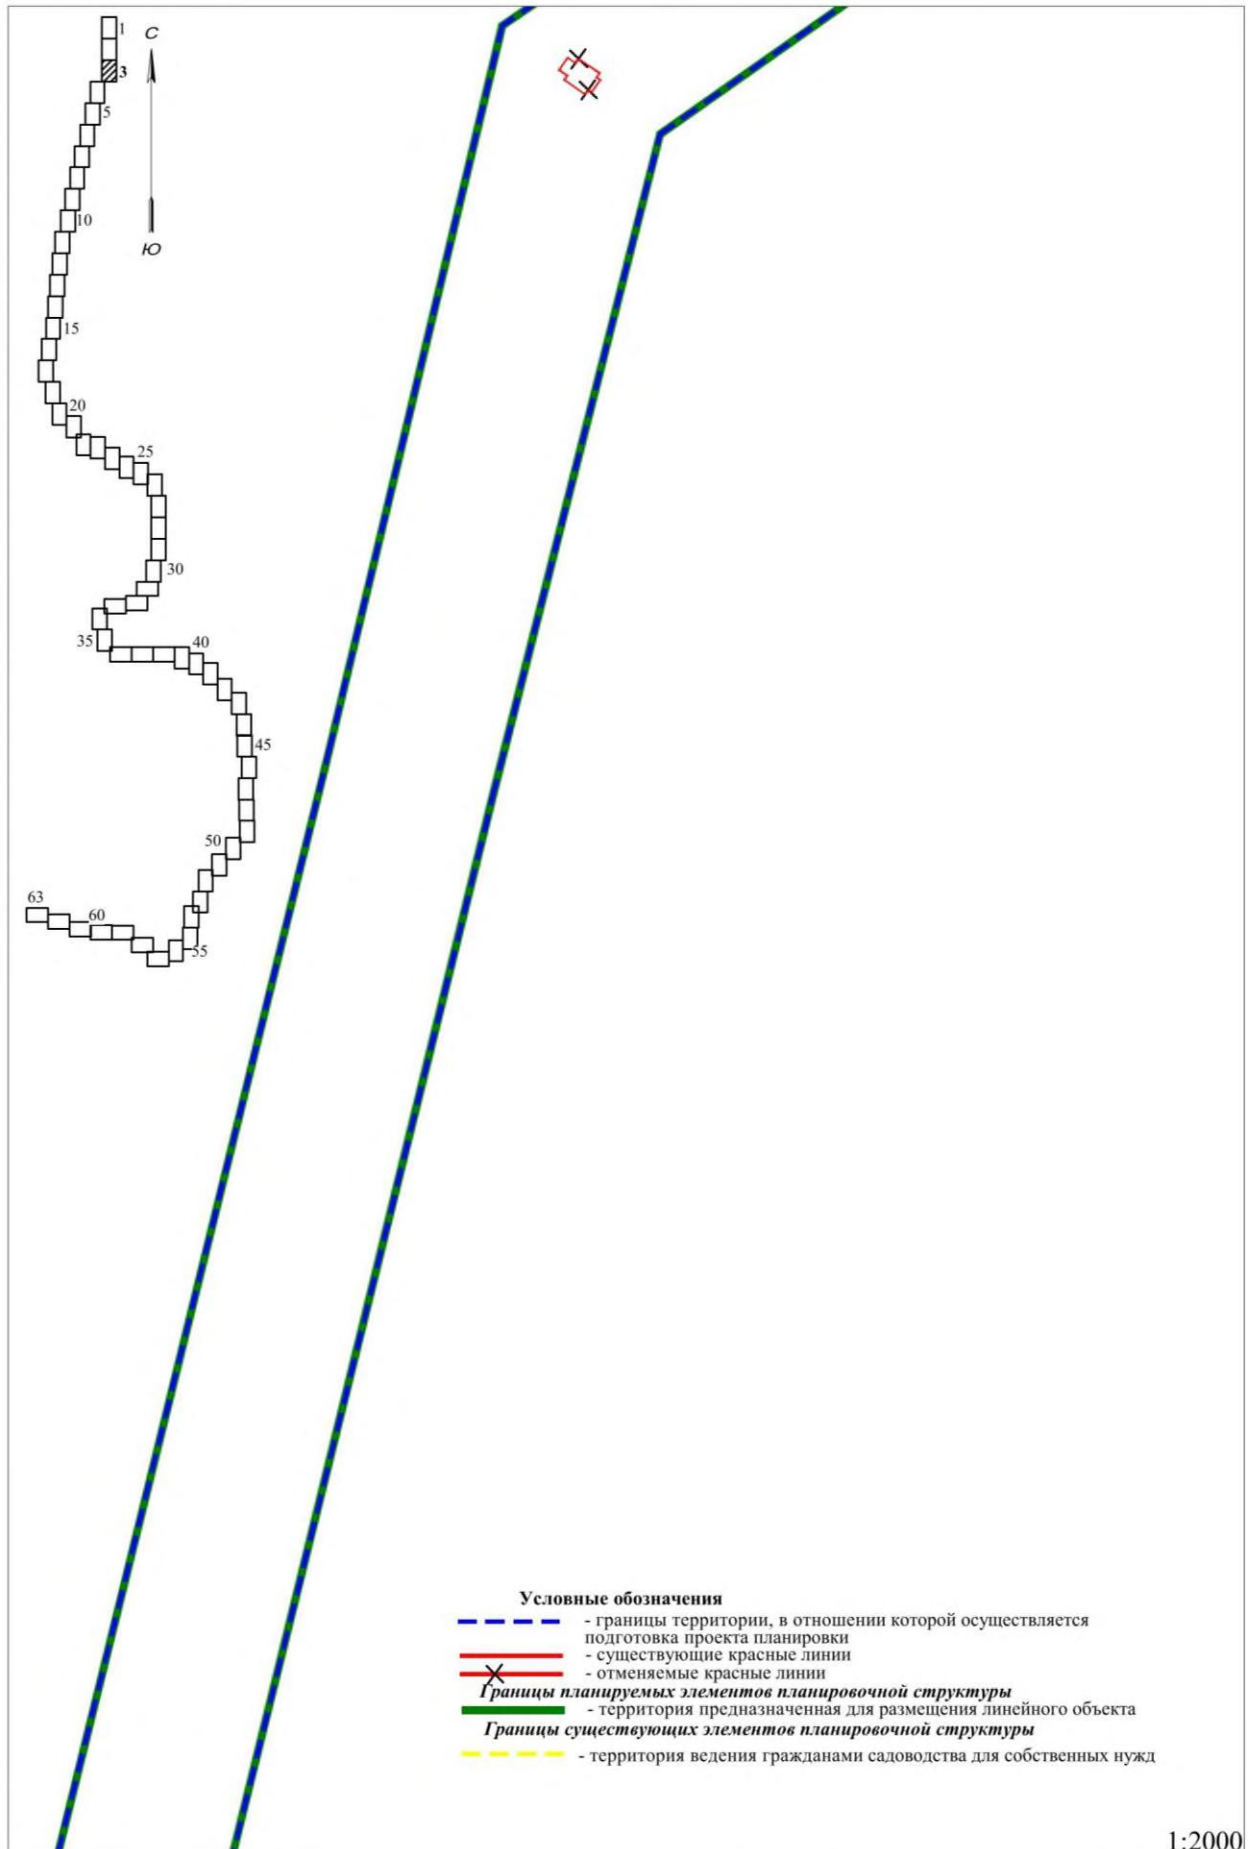 1
С
3
5
10
Ю
15
20
25
30
35
40
45
50
63
60
55
Условные обозначения
- границы территории, в отношении которой осуществляется
подготовка проекта планировки
- существующие красные линии
- отменяемые красные линии
Границы планируемых элементов планировочной структуры
- территория предназначенная для размещения линейного объекта
Границы существующих элементов планировочной структуры
- территория ведения гражданами садоводства для собственных нужд
1:2000